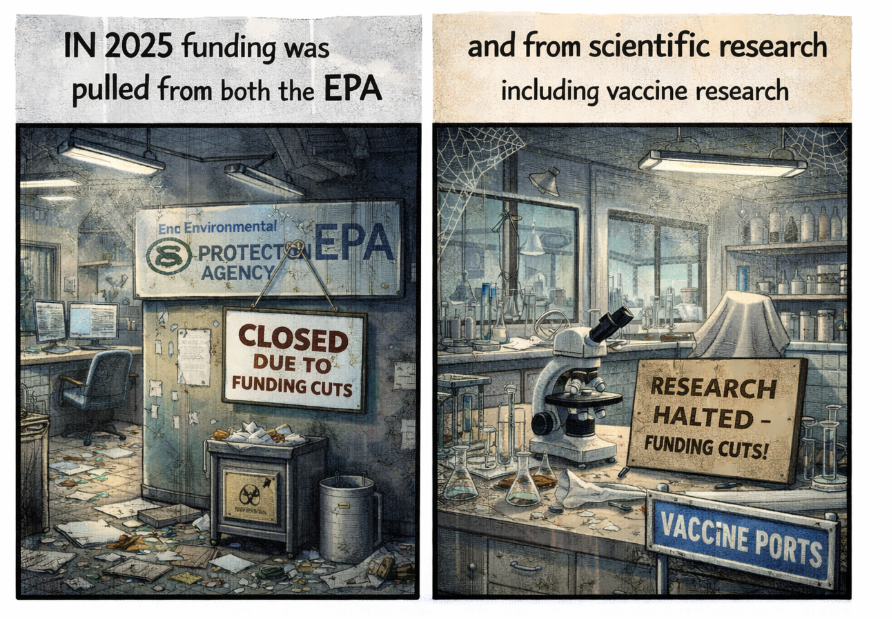 IN 2025 funding was
pulled from both the EPA
Enc Environmental
PROTECT
AGENCY
EPA
CLOSED
DUE TO
FUNDING CUTS
and from scientific research
including vaccine research
RESEARCH
HALTED -
FUNDING CUTS!
VACCINE PORTS